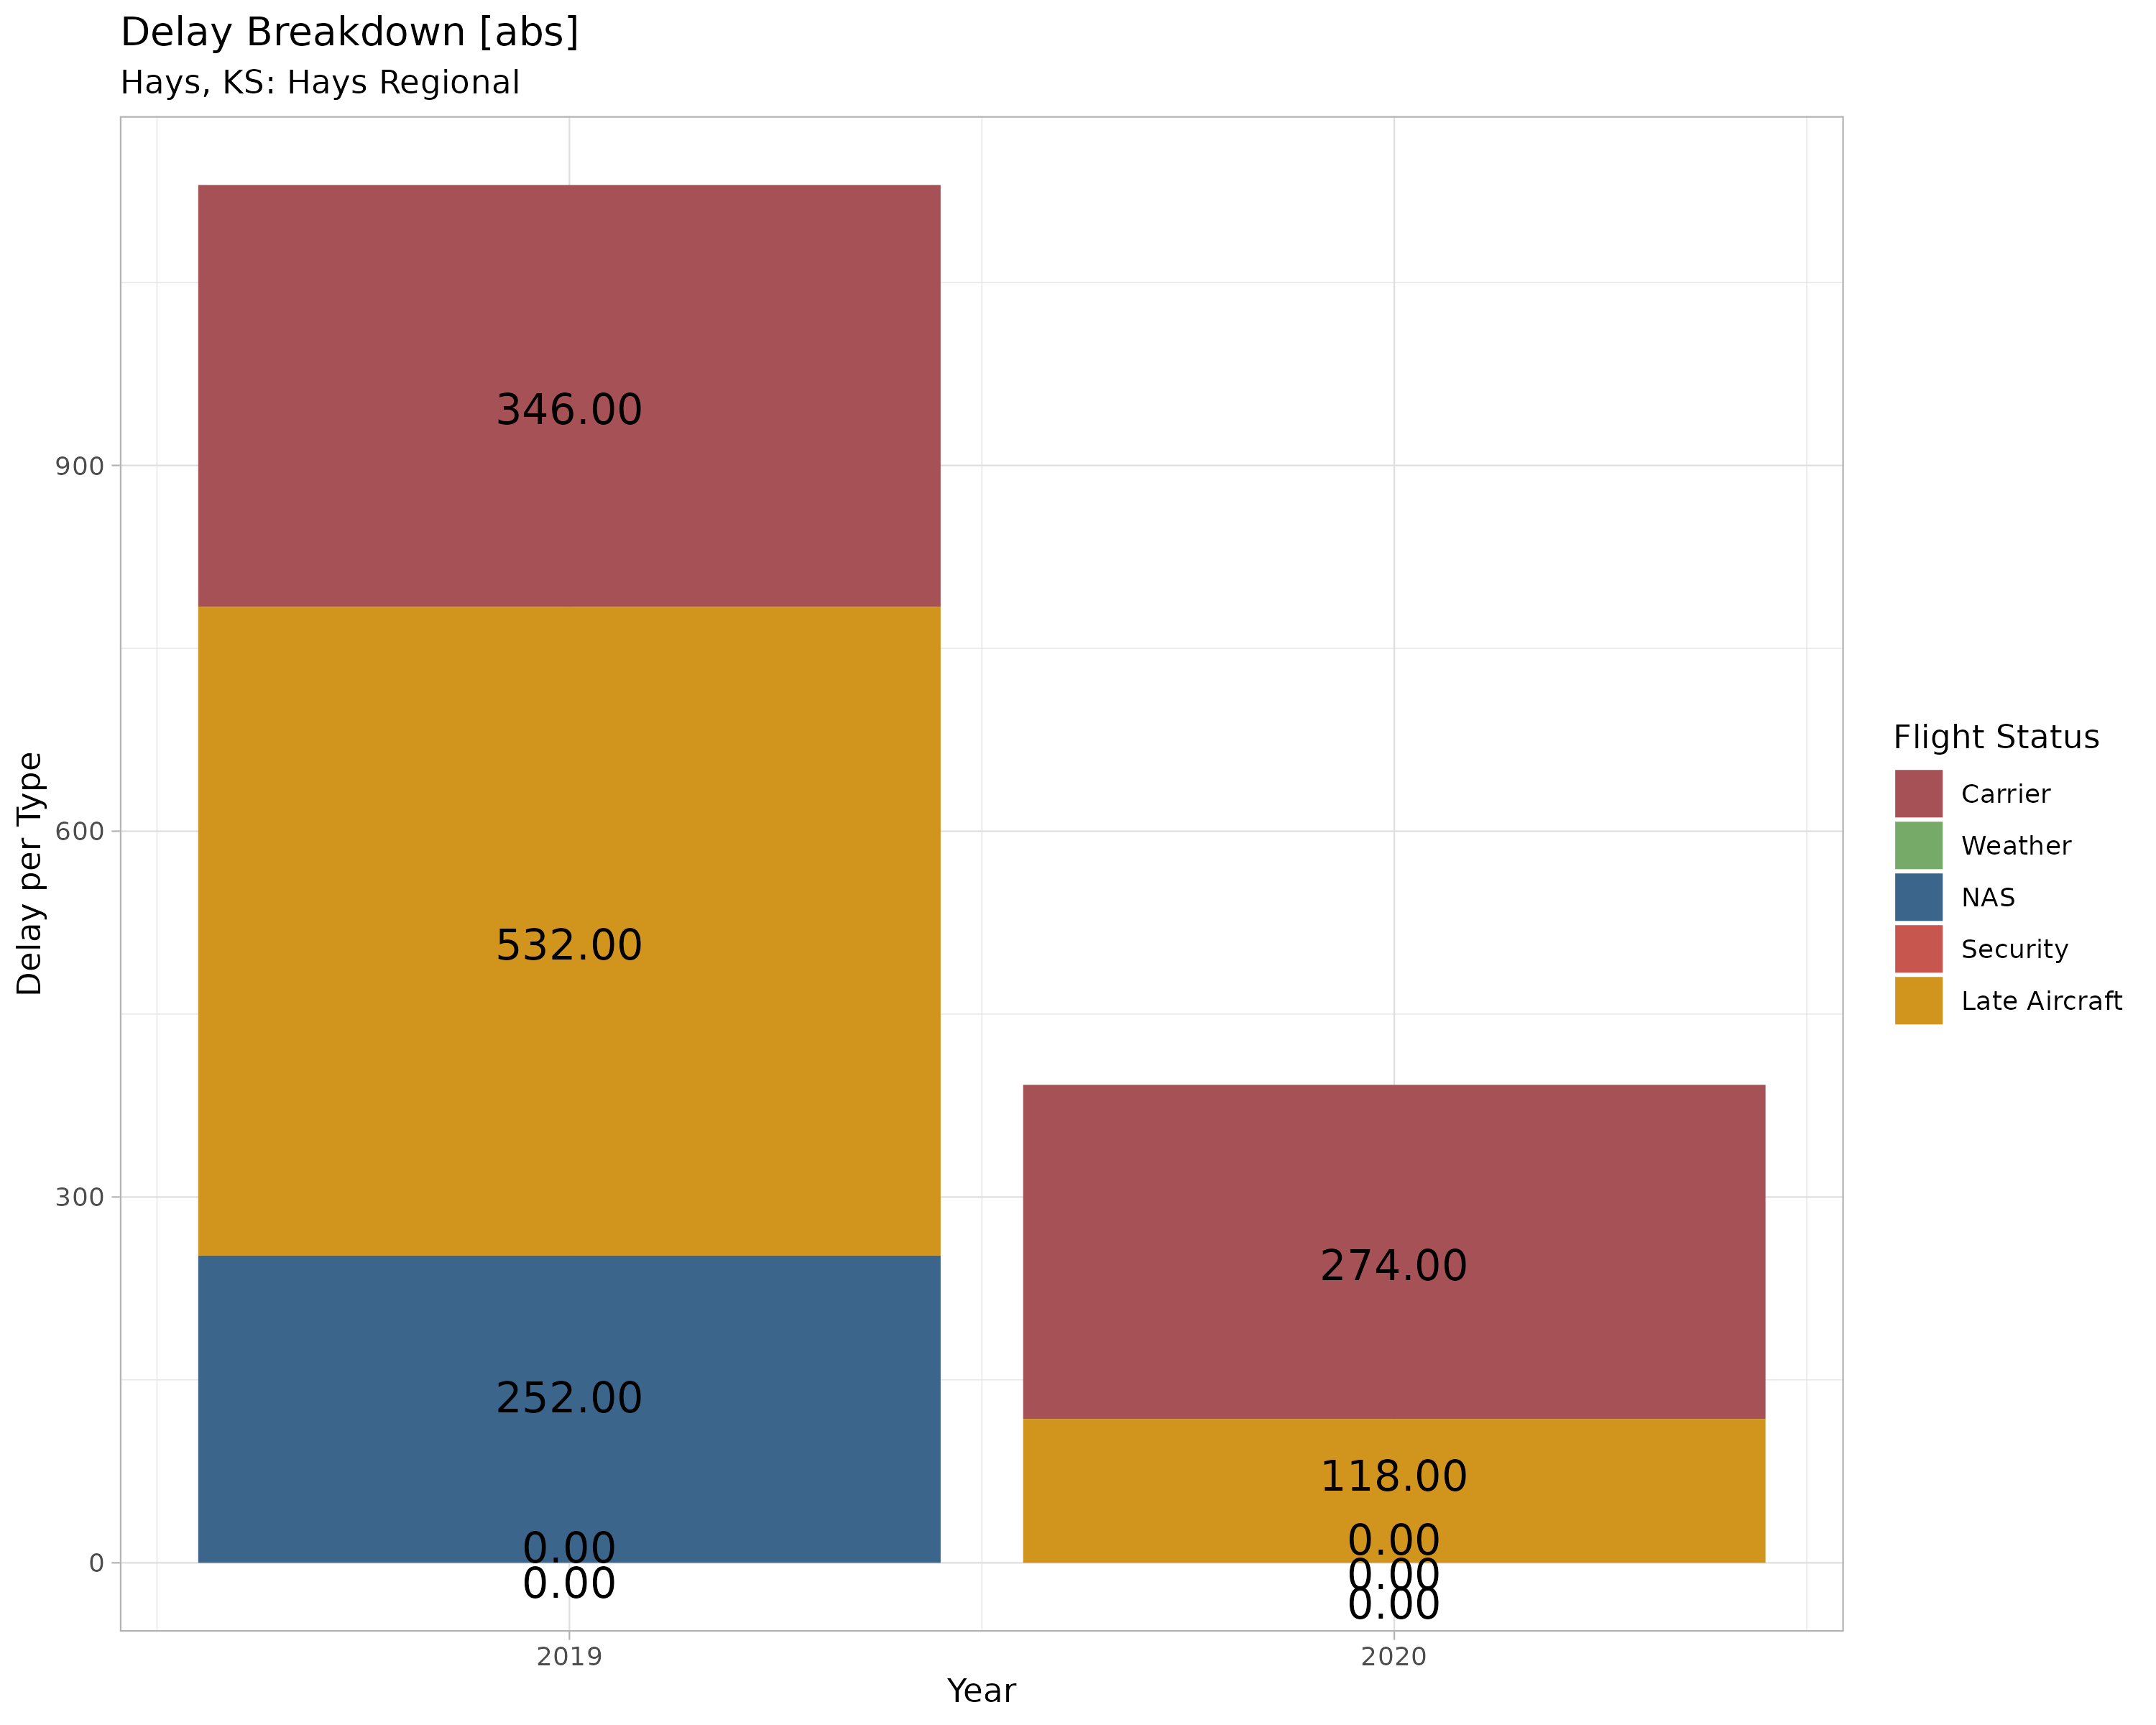 Delay Breakdown [abs]
Hays, KS: Hays Regional
Delay per Type
900
600
300
0
346.00
532.00
252.00
0.00
0.00
274.00
118.00
0.00
0.00
0.00
2019
2020
Year
Flight Status
Carrier
Weather
NAS
Security
Late Aircraft